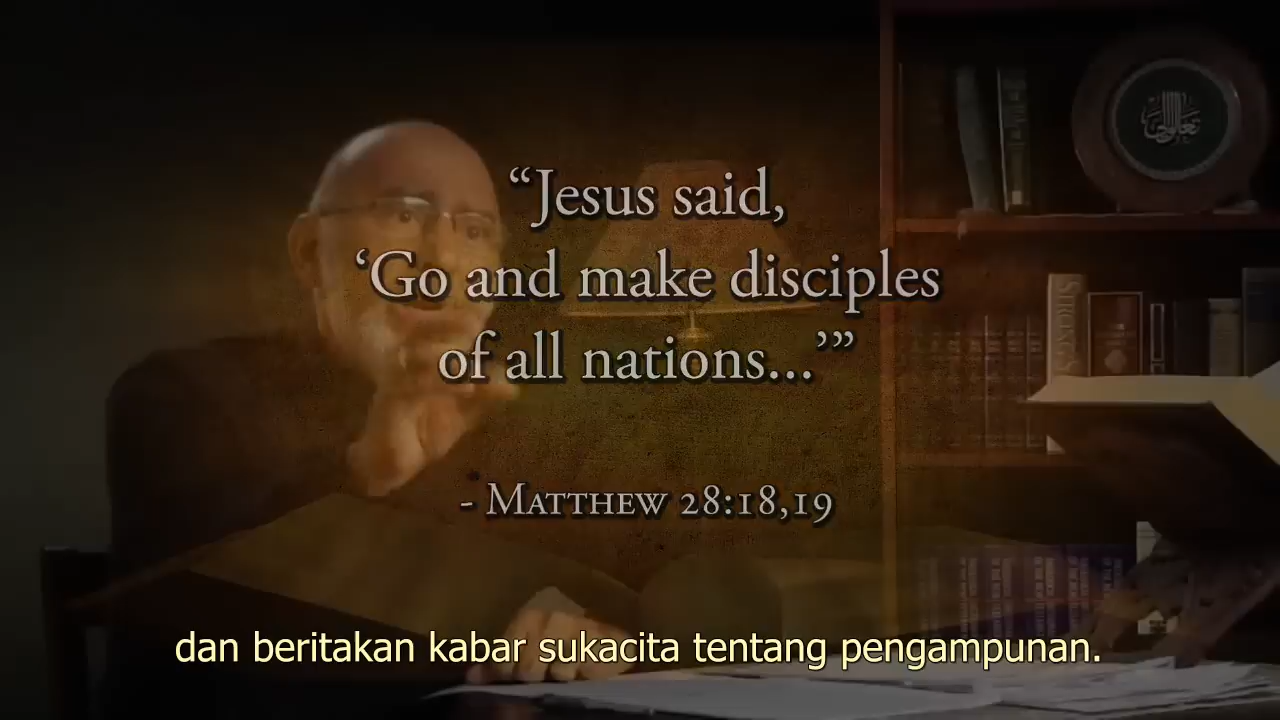 “Jesus said,
‘Go and make disciples
of all nations...’”
- Matthew 28:18,19
dan beritakan kabar sukacita tentang pengampunan.
STRONG'S